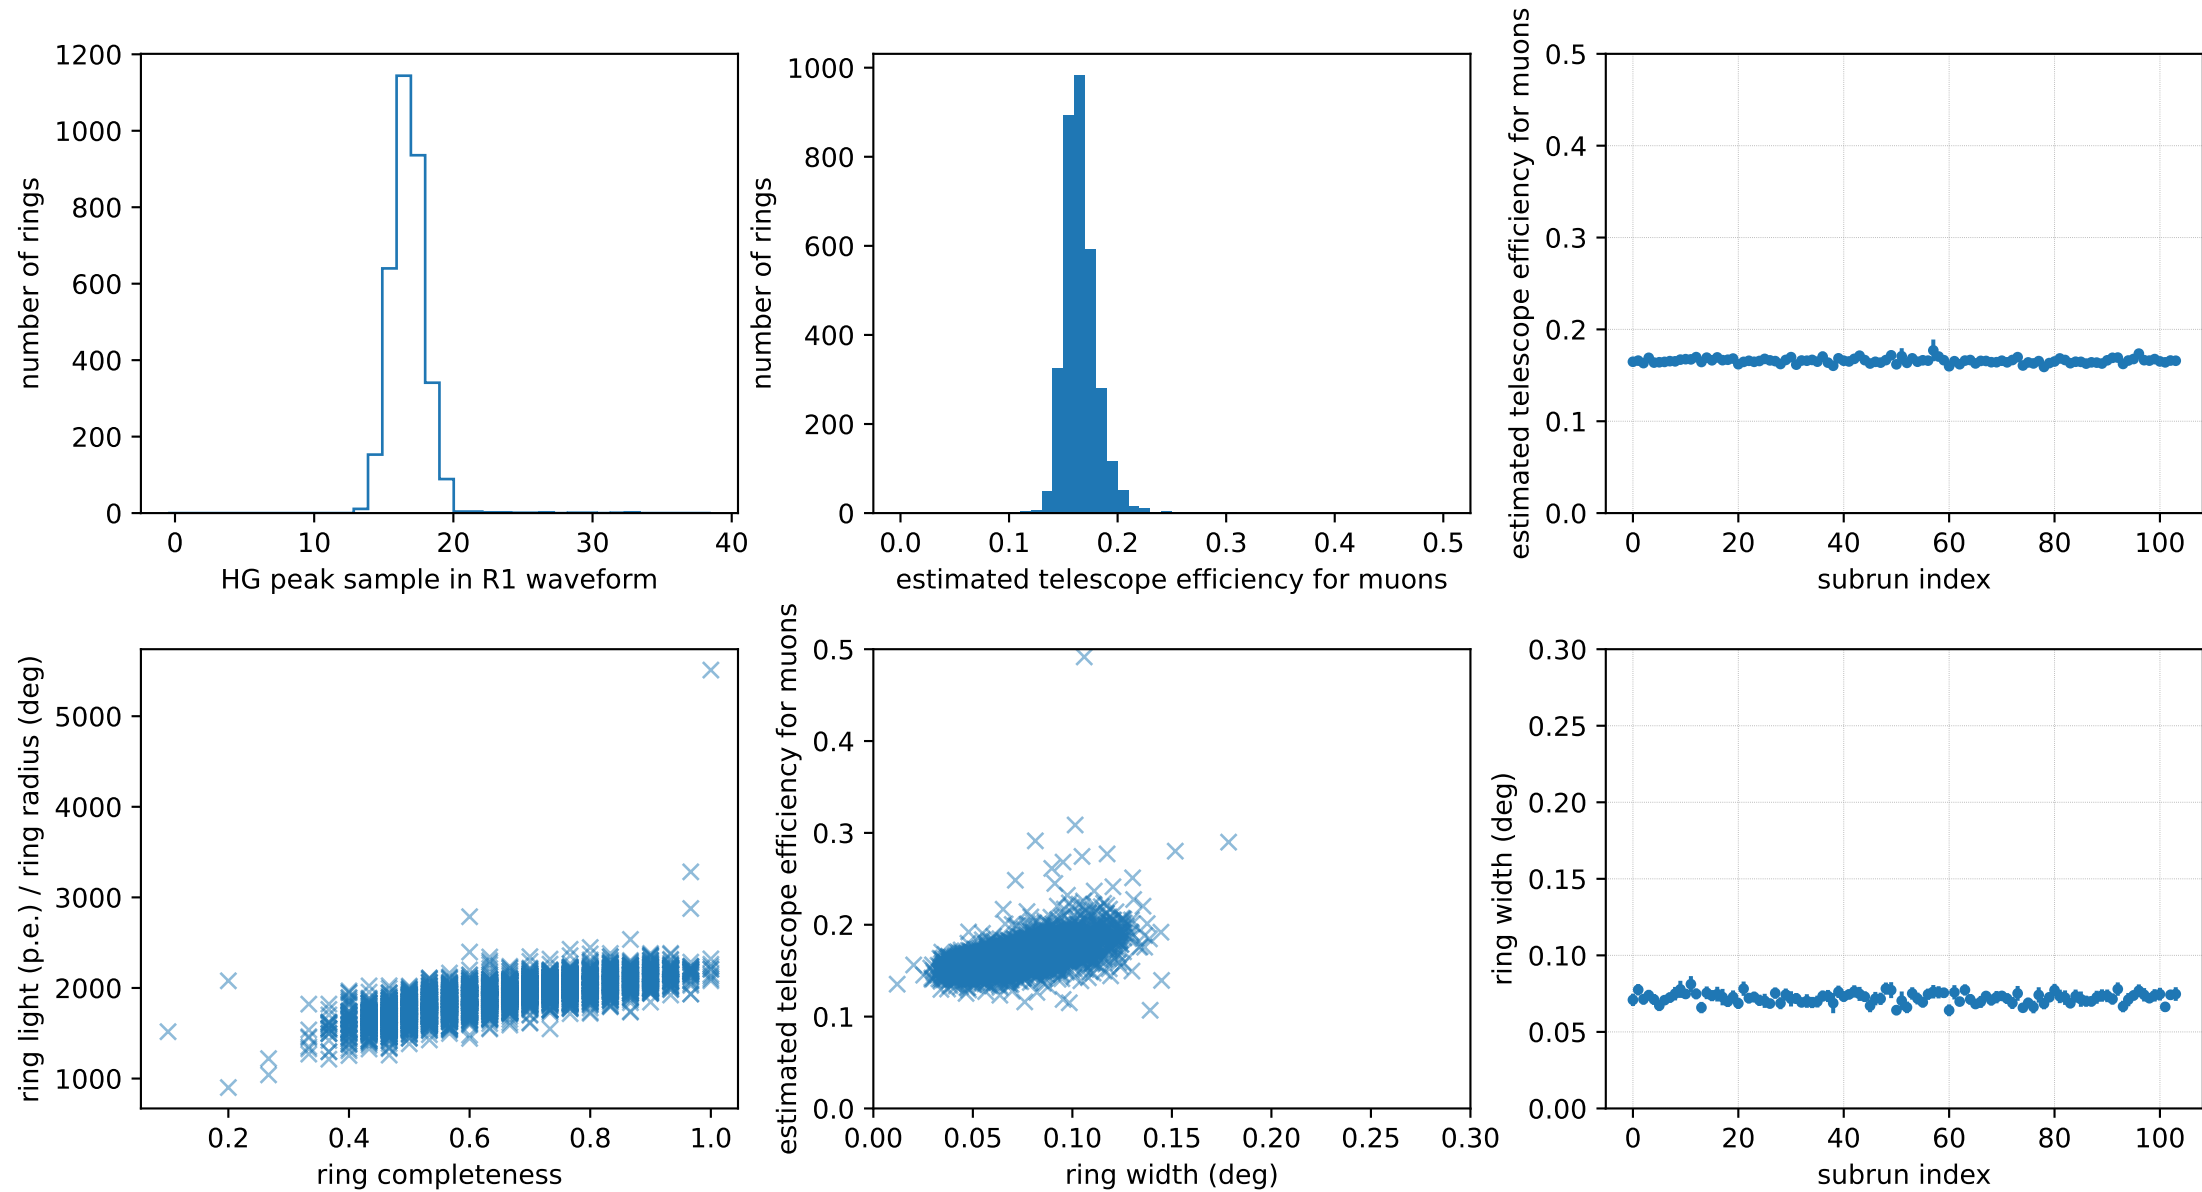 1200
1000
800
600
400
200
0
number of rings
0 10 20 30 40
HG peak sample in R1 waveform
1000
800
600
400
200
0
number of rings
0.0 0.1 0.2 0.3 0.4 0.5
estimated telescope efficiency for muons
0.5
0.4
0.3
0.2
0.1
0.0
estimated telescope efficiency for muons
0 20 40 60 80 100
subrun index
5000
4000
3000
2000
1000
ring light (p.e.) / ring radius (deg)
0.2 0.4 0.6 0.8 1.0
ring completeness
0.5
0.4
0.3
0.2
0.1
0.0
estimated telescope efficiency for muons
0.00 0.05 0.10 0.15 0.20 0.25 0.30
ring width (deg)
0.30
0.25
0.20
0.15
0.10
0.05
0.00
ring width (deg)
0 20 40 60 80 100
subrun index